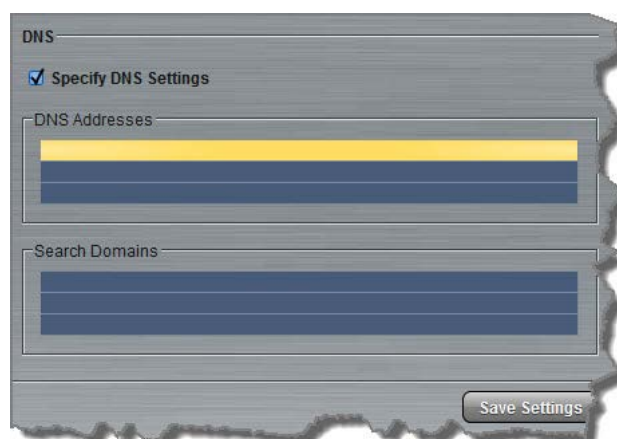 DNS
Specify DNS Settings
DNS Addresses
Search Domains
Save Settings